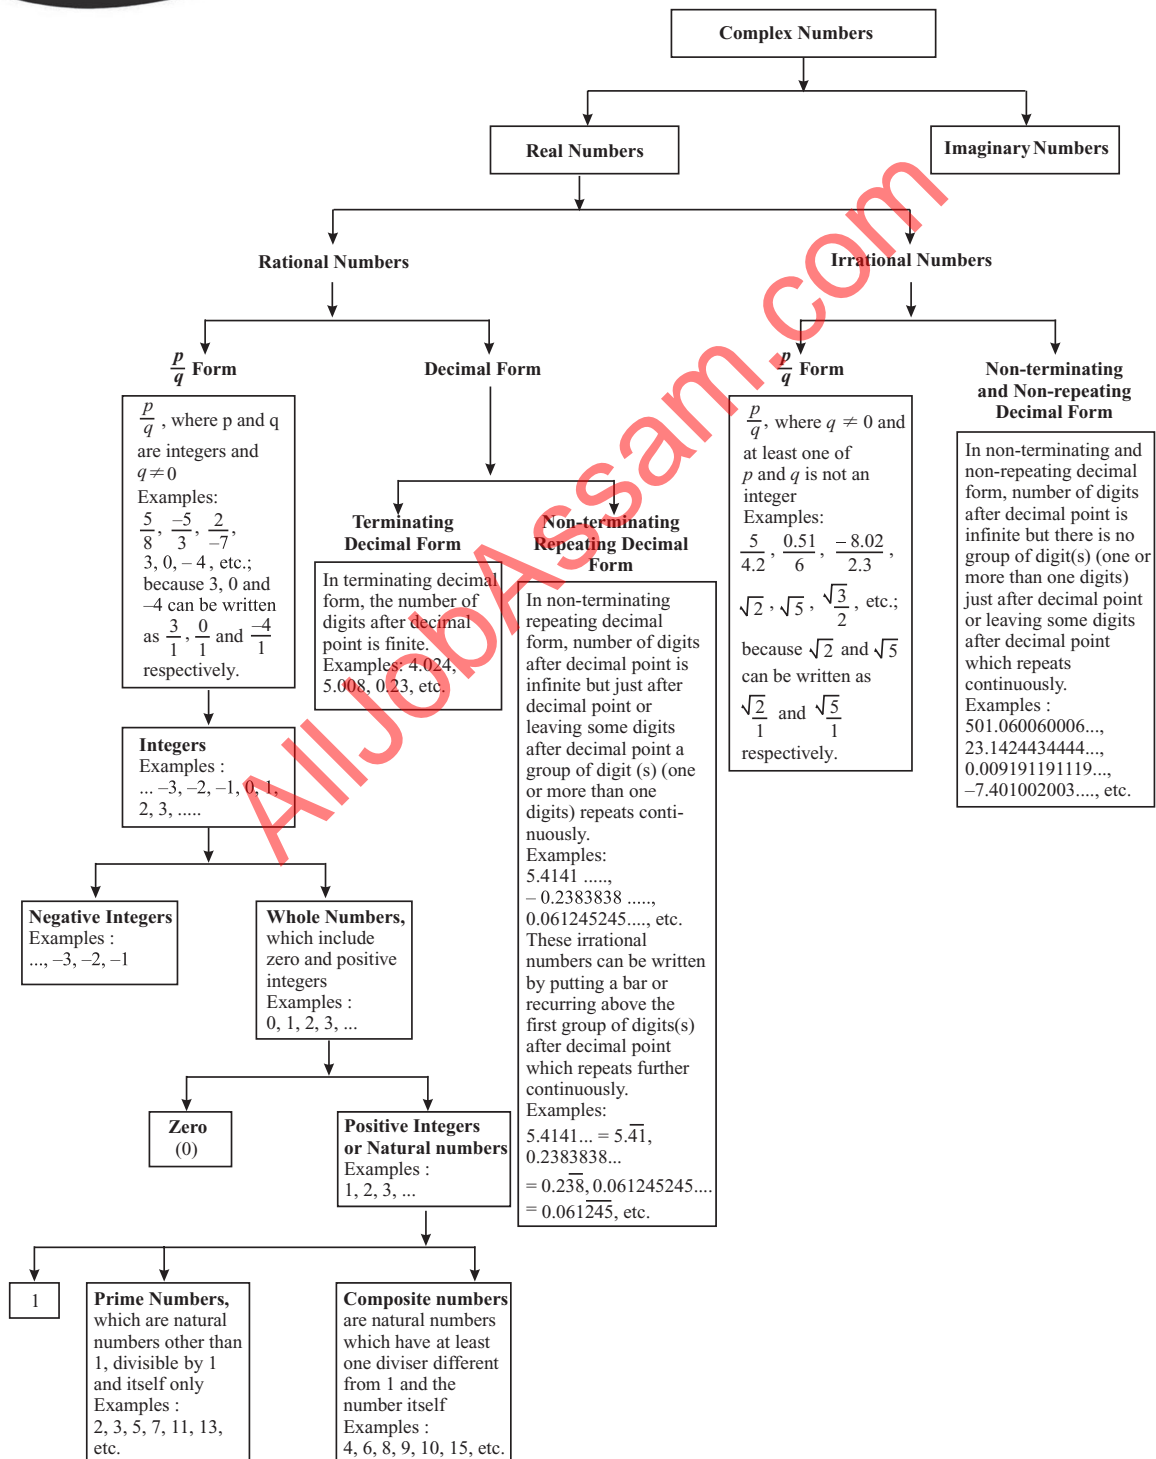 Complex Numbers
Real Numbers
Imaginary Numbers
Rational Numbers
Irrational Numbers
p/q Form
Decimal Form
p/q Form
Non-terminating
and Non-repeating
Decimal Form
p/q , where p and q
are integers and
q ≠ 0
Examples:
5/8, –5/3, 2/–7,
3, 0, – 4, etc.;
because 3, 0 and
–4 can be written
as 3/1, 0/1 and –4/1
respectively.
Terminating
Decimal Form
In terminating decimal
form, the number of
digits after decimal
point is finite.
Examples: 4.024,
5.008, 0.23, etc.
Non-terminating
Repeating Decimal
Form
In non-terminating
repeating decimal
form, number of digits
after decimal point is
infinite but just after
decimal point or
leaving some digits
after decimal point a
group of digit (s) (one
or more than one
digits) repeats conti-
nuously.
Examples:
5.4141 .....,
– 0.2383838 .....,
0.061245245...., etc.
These irrational
numbers can be written
by putting a bar or
recurring above the
first group of digits(s)
after decimal point
which repeats further
continuously.
Examples:
5.4141... = 5.4̅1̅,
0.2383838...
= 0.23̅8̅, 0.061245245....
= 0.0612̅4̅5̅, etc.
p/q, where q ≠ 0 and
at least one of
p and q is not an
integer
Examples:
5/4.2, 0.51/6, – 8.02/2.3,
√2, √5, √3/2, etc.;
because √2 and √5
can be written as
√2/1 and √5/1
respectively.
In non-terminating and
non-repeating decimal
form, number of digits
after decimal point is
infinite but there is no
group of digit(s) (one or
more than one digits)
just after decimal point
or leaving some digits
after decimal point
which repeats
continuously.
Examples :
501.060060006...,
23.1424434444...,
0.009191191119...,
–7.401002003...., etc.
Integers
Examples :
... –3, –2, –1, 0, 1,
2, 3, .....
Negative Integers
Examples :
..., –3, –2, –1
Whole Numbers,
which include
zero and positive
integers
Examples :
0, 1, 2, 3, ...
Zero
(0)
Positive Integers
or Natural numbers
Examples :
1, 2, 3, ...
1
Prime Numbers,
which are natural
numbers other than
1, divisible by 1
and itself only
Examples :
2, 3, 5, 7, 11, 13,
etc.
Composite numbers
are natural numbers
which have at least
one diviser different
from 1 and the
number itself
Examples :
4, 6, 8, 9, 10, 15, etc.
AllJobAssam.com